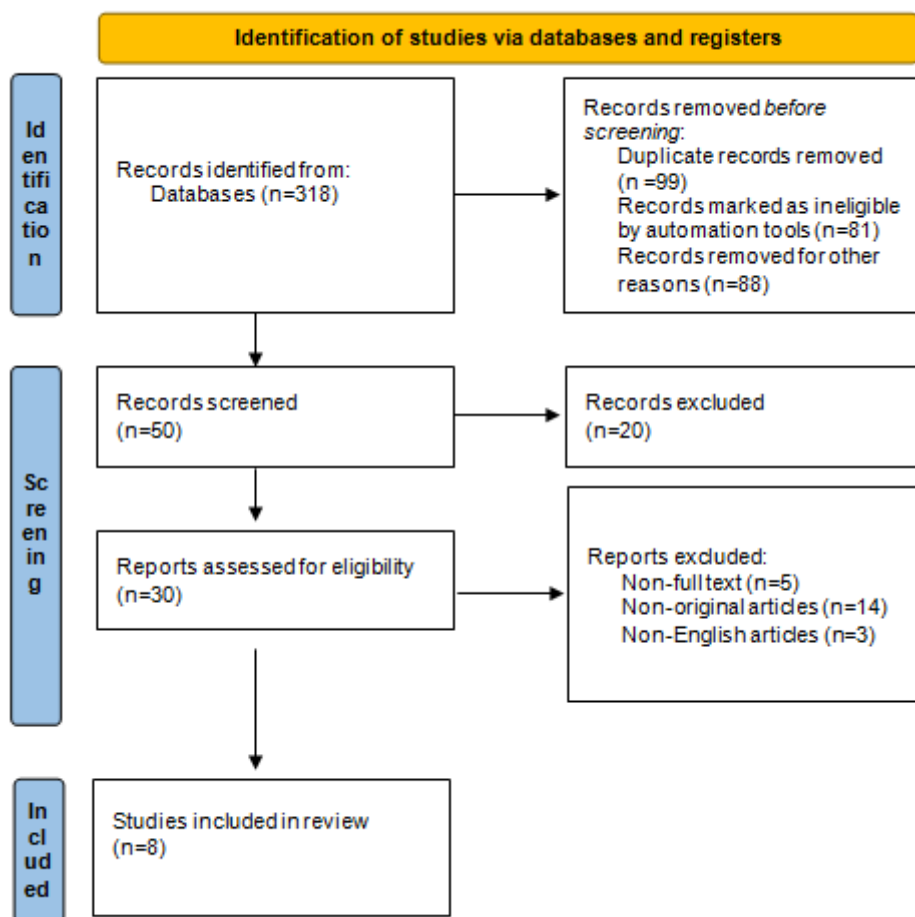 Identification of studies via databases and registers
Id
en
tifi
ca
tio
n
Records identified from:
Databases (n=318)
Records removed before
screening:
Duplicate records removed
(n =99)
Records marked as ineligible
by automation tools (n=81)
Records removed for other
reasons (n=88)
Sc
re
en
in
g
Records screened
(n=50)
Records excluded
(n=20)
Reports assessed for eligibility
(n=30)
Reports excluded:
Non-full text (n=5)
Non-original articles (n=14)
Non-English articles (n=3)
In
cl
ud
ed
Studies included in review
(n=8)